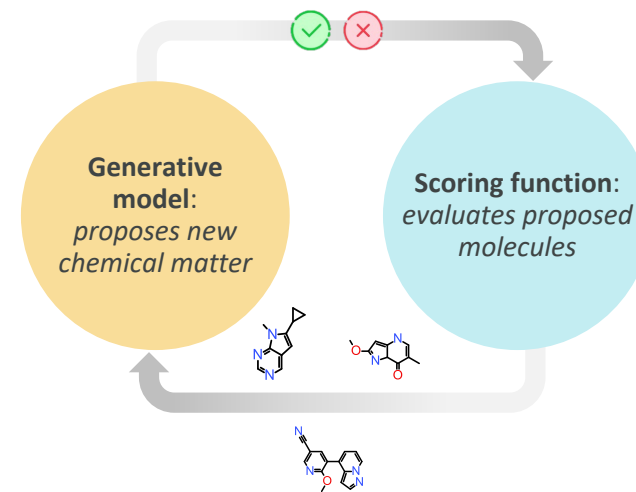 Generative
model:
proposes new
chemical matter
Scoring function:
evaluates proposed
molecules
N
N
N
O
N
N
O
N
N
O
N
N